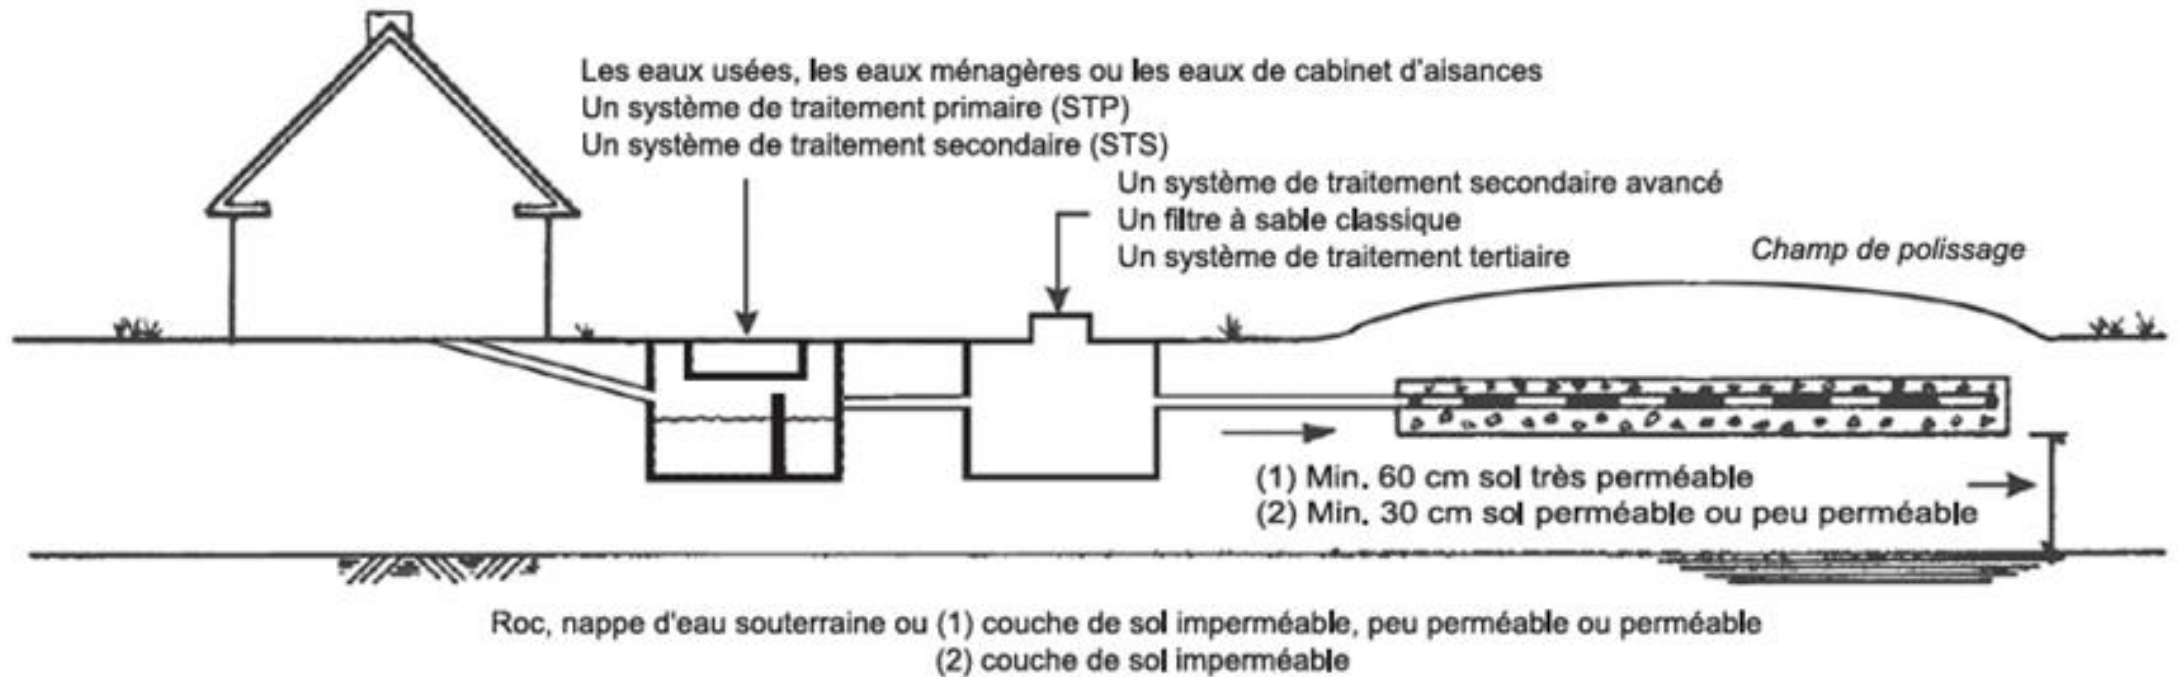 Les eaux usées, les eaux ménagères ou les eaux de cabinet d'aisances
Un système de traitement primaire (STP)
Un système de traitement secondaire (STS)
Un système de traitement secondaire avancé
Un filtre à sable classique
Un système de traitement tertiaire
Champ de polissage
(1) Min. 60 cm sol très perméable
(2) Min. 30 cm sol perméable ou peu perméable
Roc, nappe d'eau souterraine ou (1) couche de sol imperméable, peu perméable ou perméable
(2) couche de sol imperméable